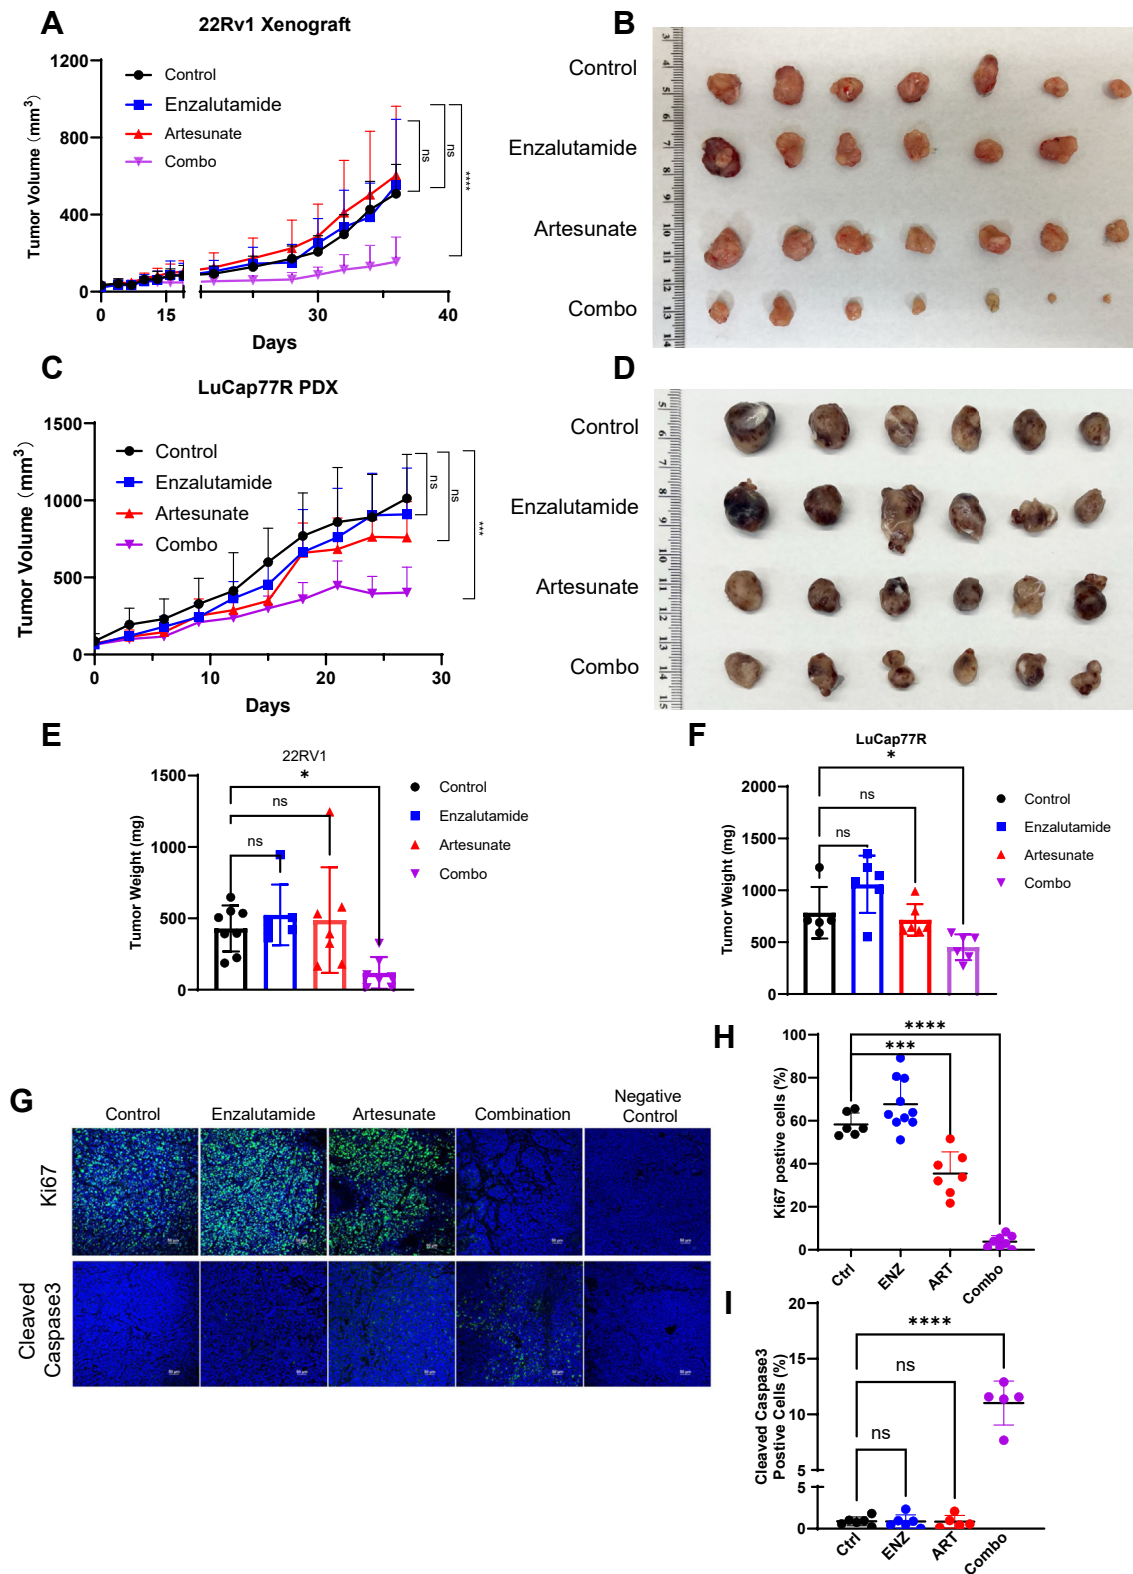 A
22Rv1 Xenograft
Tumor Volume (mm³)
1200
800
400
0
Control
Enzalutamide
Artesunate
Combo
ns
ns
****
0
15
30
40
Days
B
Control
Enzalutamide
Artesunate
Combo
C
LuCap77R PDX
Tumor Volume (mm³)
1500
1000
500
0
Control
Enzalutamide
Artesunate
Combo
ns
ns
***
0
10
20
30
Days
D
Control
Enzalutamide
Artesunate
Combo
E
22RV1
Tumor Weight (mg)
1500
1000
500
0
*
ns
ns
Control
Enzalutamide
Artesunate
Combo
F
LuCap77R
Tumor Weight (mg)
2000
1500
1000
500
0
*
ns
ns
Control
Enzalutamide
Artesunate
Combo
G
Control
Enzalutamide
Artesunate
Combination
Negative
Control
Ki67
Cleaved
Caspase3
H
Ki67 postive cells (%)
100
80
60
40
20
0
****
***
Ctrl
ENZ
ART
Combo
I
Cleaved Caspase3
Postive Cells (%)
20
15
10
5
5
0
****
ns
ns
Ctrl
ENZ
ART
Combo